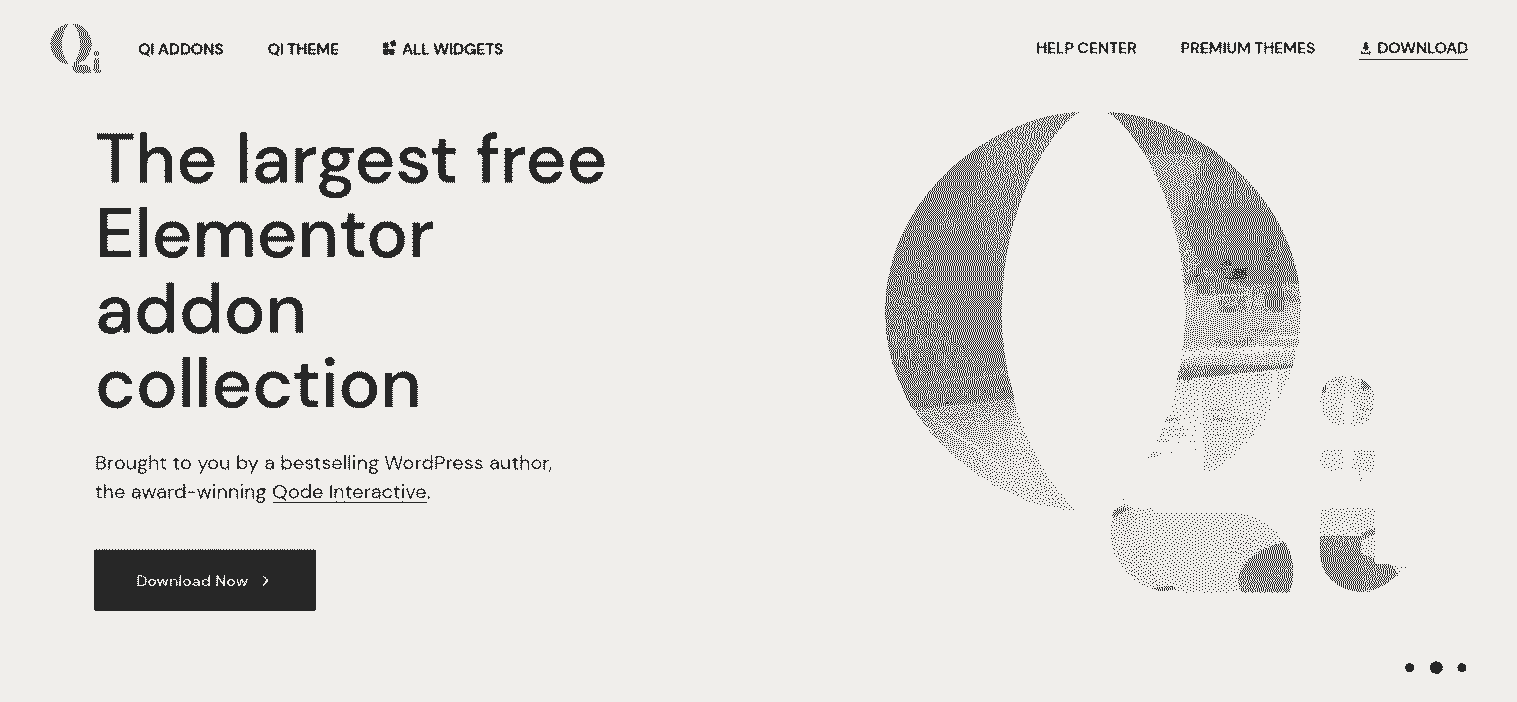 Qi
QI ADDONS
QI THEME
ALL WIDGETS
HELP CENTER
PREMIUM THEMES
DOWNLOAD
The largest free
Elementor
addon
collection
Brought to you by a bestselling WordPress author,
the award-winning Qode Interactive.
Download Now
Qi